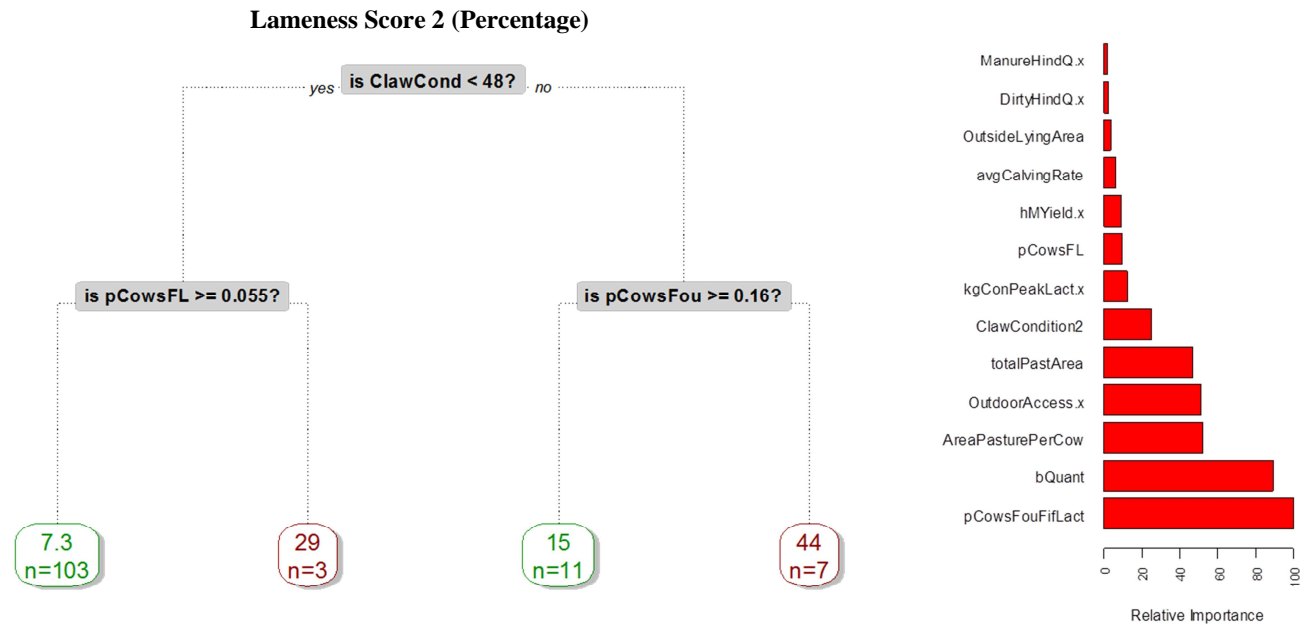 Lameness Score 2 (Percentage)
yes is ClawCond < 48? no
is pCowsFL >= 0.055?
is pCowsFou >= 0.16?
7.3
n=103
29
n=3
15
n=11
44
n=7
ManureHindQ.x
DirtyHindQ.x
OutsideLyingArea
avgCalvingRate
hMYield.x
pCowsFL
kgConPeakLact.x
ClawCondition2
totalPastArea
OutdoorAccess.x
AreaPasturePerCow
bQuant
pCowsFouFifLact
0 20 40 60 80 100
Relative Importance